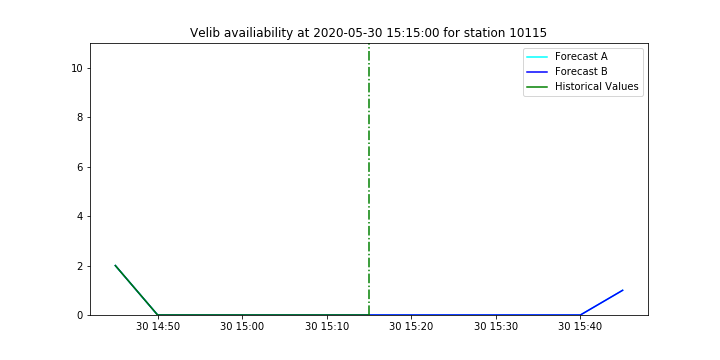 Velib availiability at 2020-05-30 15:15:00 for station 10115
Forecast A
Forecast B
Historical Values
10
8
6
4
2
0
30 14:50 30 15:00 30 15:10 30 15:20 30 15:30 30 15:40